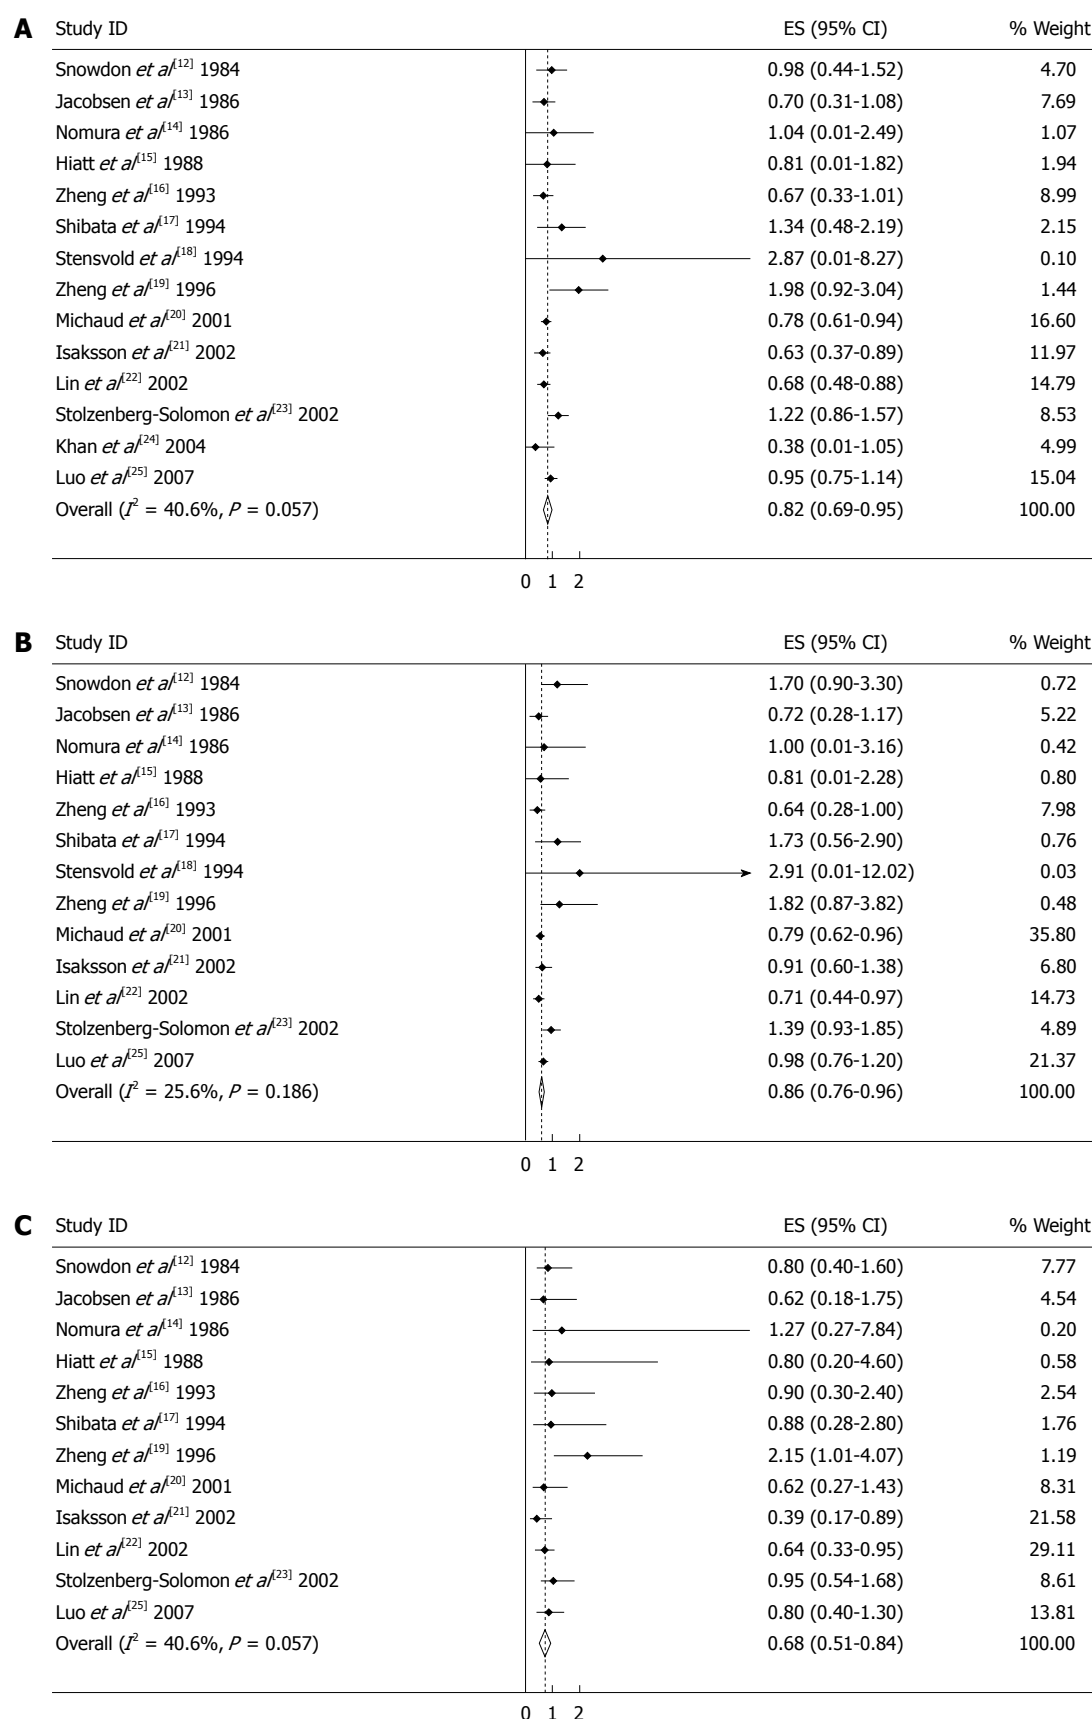 A Study ID ES (95% CI) % Weight
Snowdon et al[12] 1984 0.98 (0.44-1.52) 4.70
Jacobsen et al[13] 1986 0.70 (0.31-1.08) 7.69
Nomura et al[14] 1986 1.04 (0.01-2.49) 1.07
Hiatt et al[15] 1988 0.81 (0.01-1.82) 1.94
Zheng et al[16] 1993 0.67 (0.33-1.01) 8.99
Shibata et al[17] 1994 1.34 (0.48-2.19) 2.15
Stensvold et al[18] 1994 2.87 (0.01-8.27) 0.10
Zheng et al[19] 1996 1.98 (0.92-3.04) 1.44
Michaud et al[20] 2001 0.78 (0.61-0.94) 16.60
Isaksson et al[21] 2002 0.63 (0.37-0.89) 11.97
Lin et al[22] 2002 0.68 (0.48-0.88) 14.79
Stolzenberg-Solomon et al[23] 2002 1.22 (0.86-1.57) 8.53
Khan et al[24] 2004 0.38 (0.01-1.05) 4.99
Luo et al[25] 2007 0.95 (0.75-1.14) 15.04
Overall (I² = 40.6%, P = 0.057) 0.82 (0.69-0.95) 100.00
0 1 2
B Study ID ES (95% CI) % Weight
Snowdon et al[12] 1984 1.70 (0.90-3.30) 0.72
Jacobsen et al[13] 1986 0.72 (0.28-1.17) 5.22
Nomura et al[14] 1986 1.00 (0.01-3.16) 0.42
Hiatt et al[15] 1988 0.81 (0.01-2.28) 0.80
Zheng et al[16] 1993 0.64 (0.28-1.00) 7.98
Shibata et al[17] 1994 1.73 (0.56-2.90) 0.76
Stensvold et al[18] 1994 2.91 (0.01-12.02) 0.03
Zheng et al[19] 1996 1.82 (0.87-3.82) 0.48
Michaud et al[20] 2001 0.79 (0.62-0.96) 35.80
Isaksson et al[21] 2002 0.91 (0.60-1.38) 6.80
Lin et al[22] 2002 0.71 (0.44-0.97) 14.73
Stolzenberg-Solomon et al[23] 2002 1.39 (0.93-1.85) 4.89
Luo et al[25] 2007 0.98 (0.76-1.20) 21.37
Overall (I² = 25.6%, P = 0.186) 0.86 (0.76-0.96) 100.00
0 1 2
C Study ID ES (95% CI) % Weight
Snowdon et al[12] 1984 0.80 (0.40-1.60) 7.77
Jacobsen et al[13] 1986 0.62 (0.18-1.75) 4.54
Nomura et al[14] 1986 1.27 (0.27-7.84) 0.20
Hiatt et al[15] 1988 0.80 (0.20-4.60) 0.58
Zheng et al[16] 1993 0.90 (0.30-2.40) 2.54
Shibata et al[17] 1994 0.88 (0.28-2.80) 1.76
Zheng et al[19] 1996 2.15 (1.01-4.07) 1.19
Michaud et al[20] 2001 0.62 (0.27-1.43) 8.31
Isaksson et al[21] 2002 0.39 (0.17-0.89) 21.58
Lin et al[22] 2002 0.64 (0.33-0.95) 29.11
Stolzenberg-Solomon et al[23] 2002 0.95 (0.54-1.68) 8.61
Luo et al[25] 2007 0.80 (0.40-1.30) 13.81
Overall (I² = 40.6%, P = 0.057) 0.68 (0.51-0.84) 100.00
0 1 2